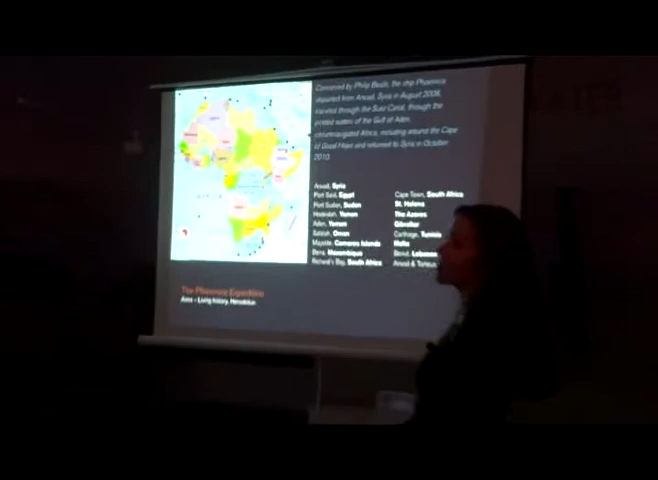 Conceived by Philip Beale, the ship Phoenicia
departed from Arwad, Syria in August 2008,
traveled through the Suez Canal, through the
pirated waters of the Gulf of Aden,
circumnavigated Africa, including around the Cape
of Good Hope and returned to Syria in October
2010.
Arwad, Syria
Port Said, Egypt
Port Sudan, Sudan
Hodeidah, Yemen
Aden, Yemen
Salalah, Oman
Mayotte, Comoros Islands
Beira, Mozambique
Richard's Bay, South Africa
Cape Town, South Africa
St. Helena
The Azores
Gibraltar
Carthage, Tunisia
Malta
Beirut, Lebanon
Arwad & Tartous
The Phoenicia Expedition
Aims – Living history, Herodotus